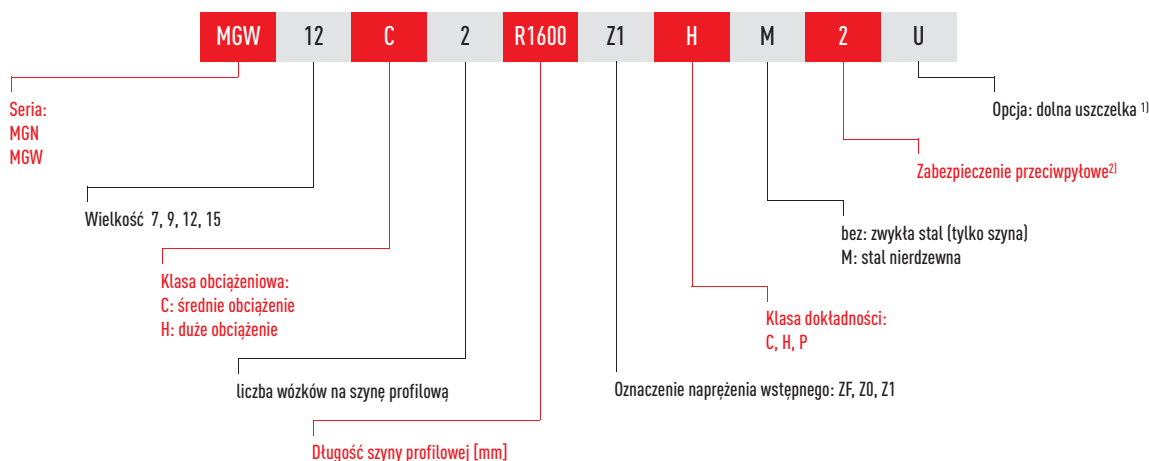 MGW 12 C 2 R1600 Z1 H M 2 U
Seria:
MGN
MGW
Opcja: dolna uszczelka 1)
Zabezpieczenie przeciwpyłowe2)
Wielkość 7, 9, 12, 15
bez: zwykła stal (tylko szyna)
M: stal nierdzewna
Klasa obciążeniowa:
C: średnie obciążenie
H: duże obciążenie
Klasa dokładności:
C, H, P
liczba wózków na szynę profilową
Oznaczenie naprężenia wstępnego: ZF, Z0, Z1
Długość szyny profilowej [mm]